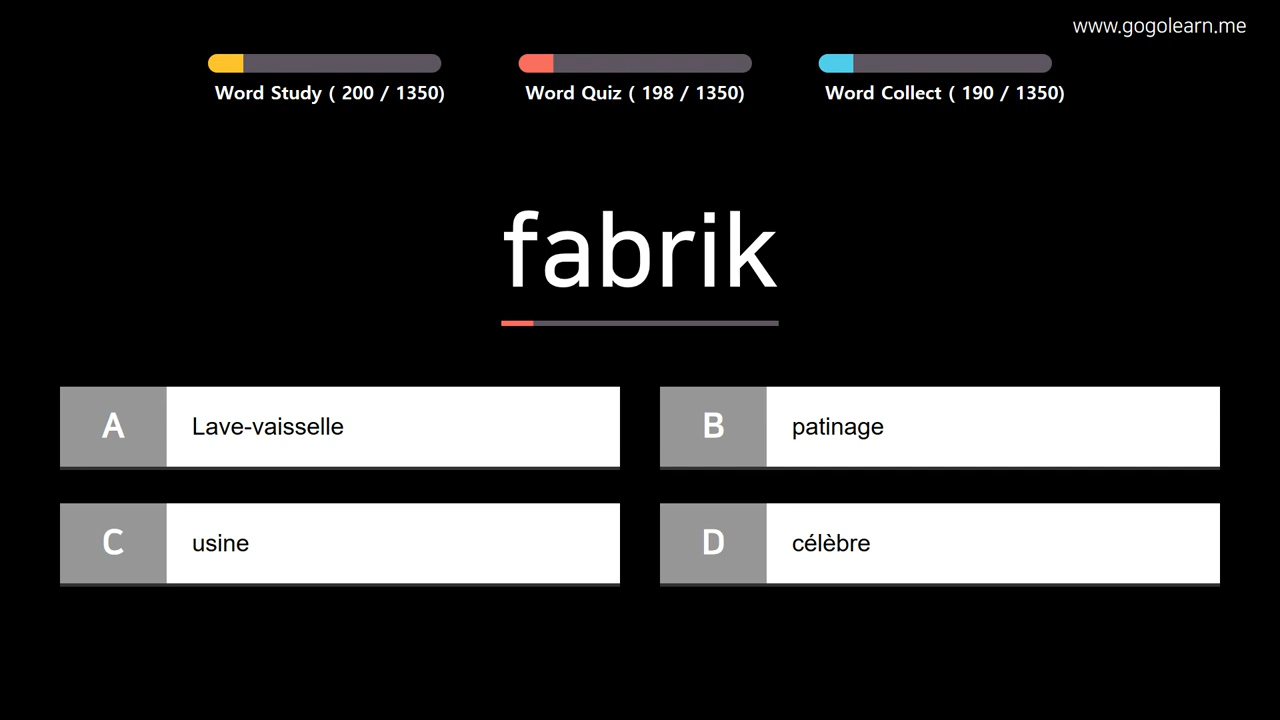 www.gogolearn.me
Word Study ( 200 / 1350)
Word Quiz ( 198 / 1350)
Word Collect ( 190 / 1350)
fabrik
A Lave-vaisselle
B patinage
C usine
D célèbre